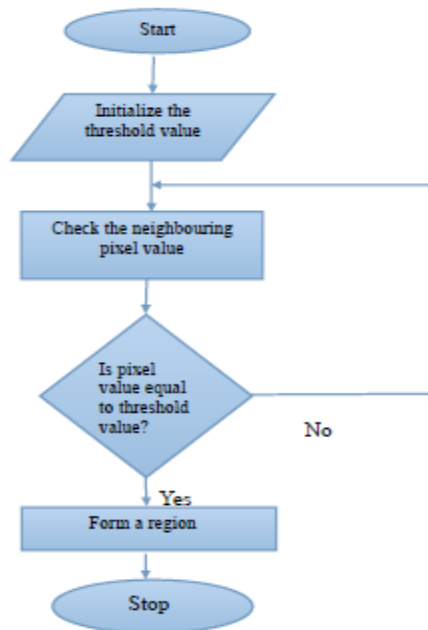 Start
Initialize the
threshold value
Check the neighbouring
pixel value
Is pixel
value equal
to threshold
value?
No
Yes
Form a region
Stop